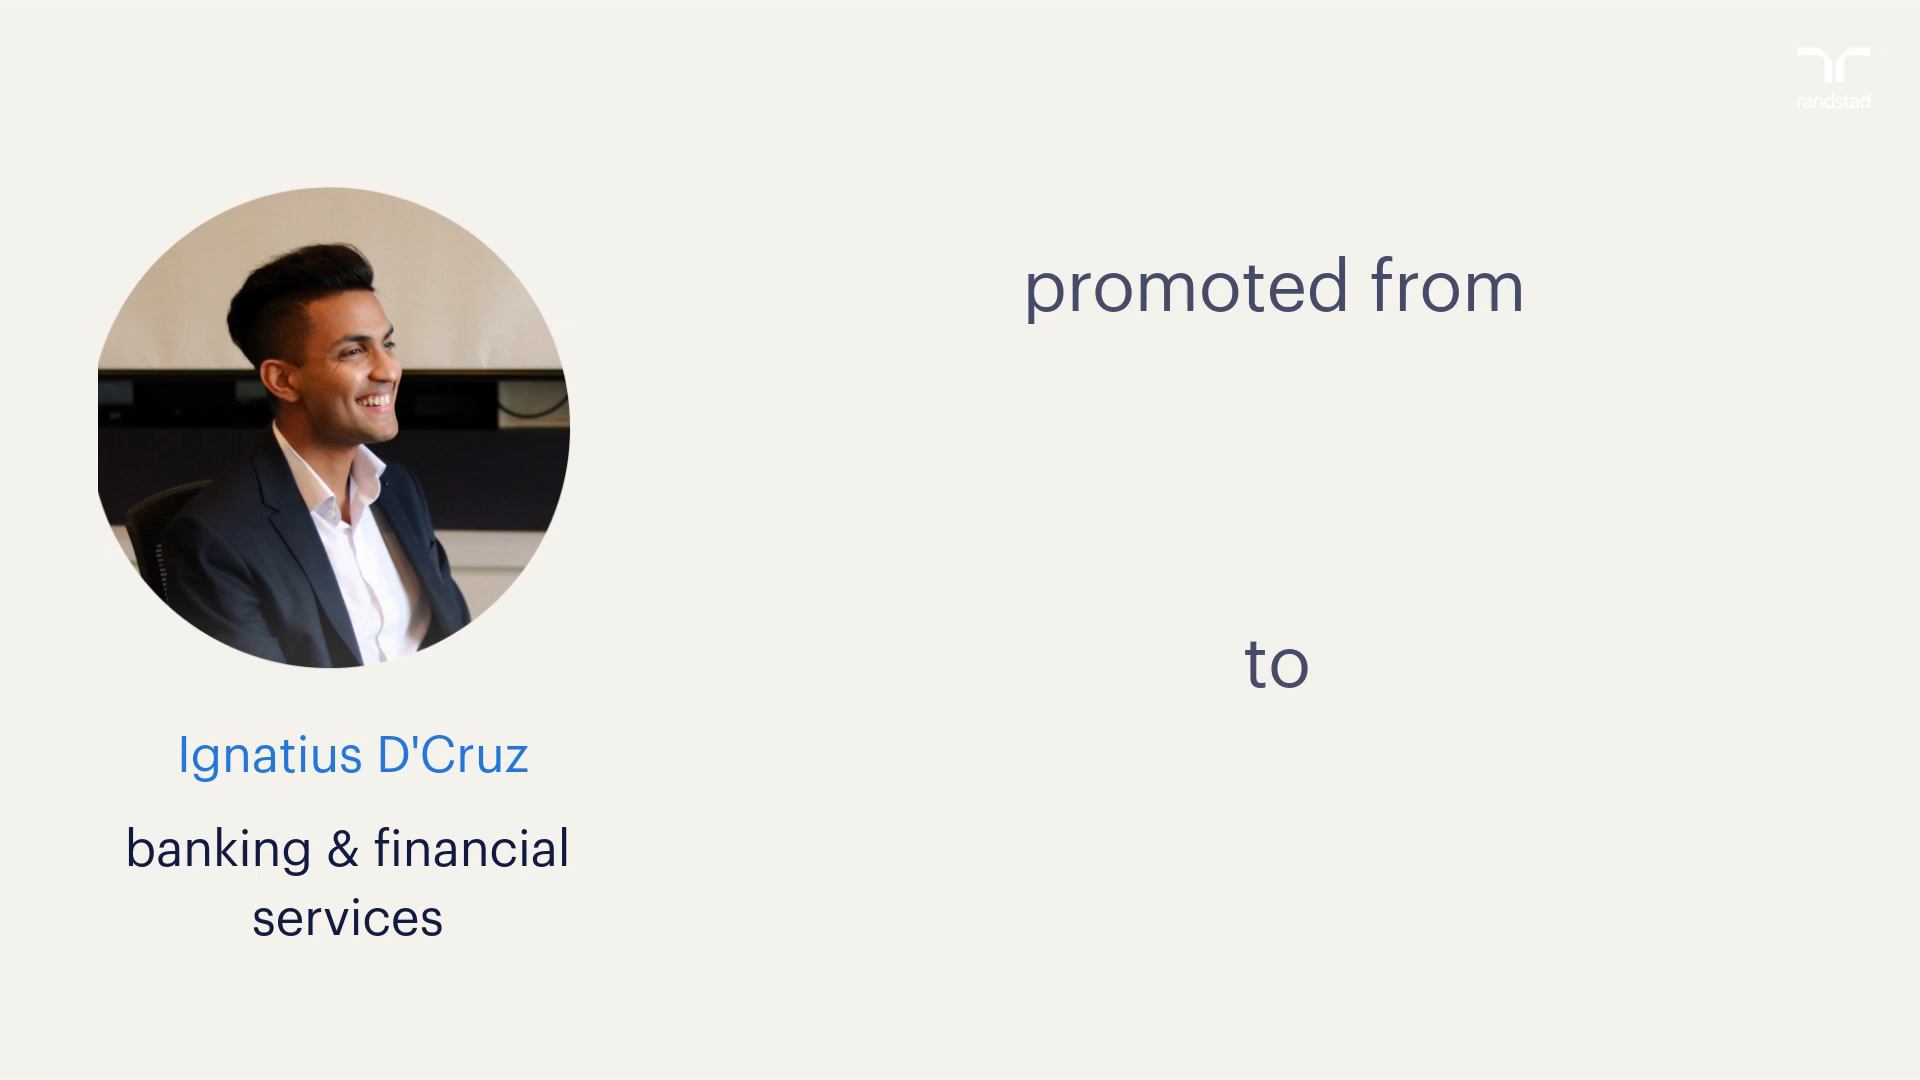 randstad
promoted from
to
Ignatius D'Cruz
banking & financial
services